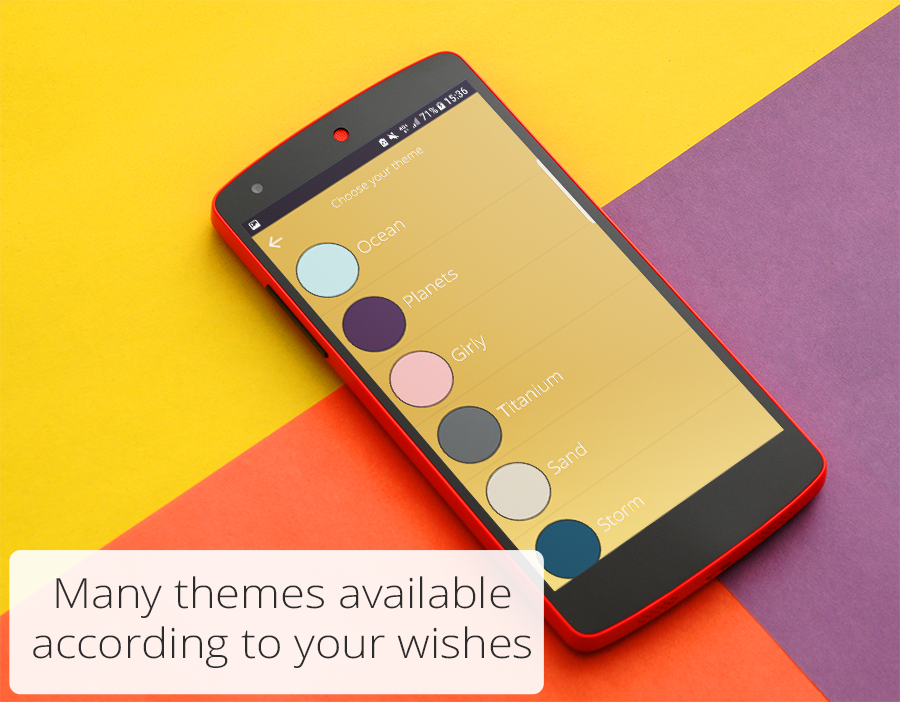 71% 15:36
Choose your theme
Ocean
Planets
Girly
Titanium
Sand
Storm
Many themes available
according to your wishes